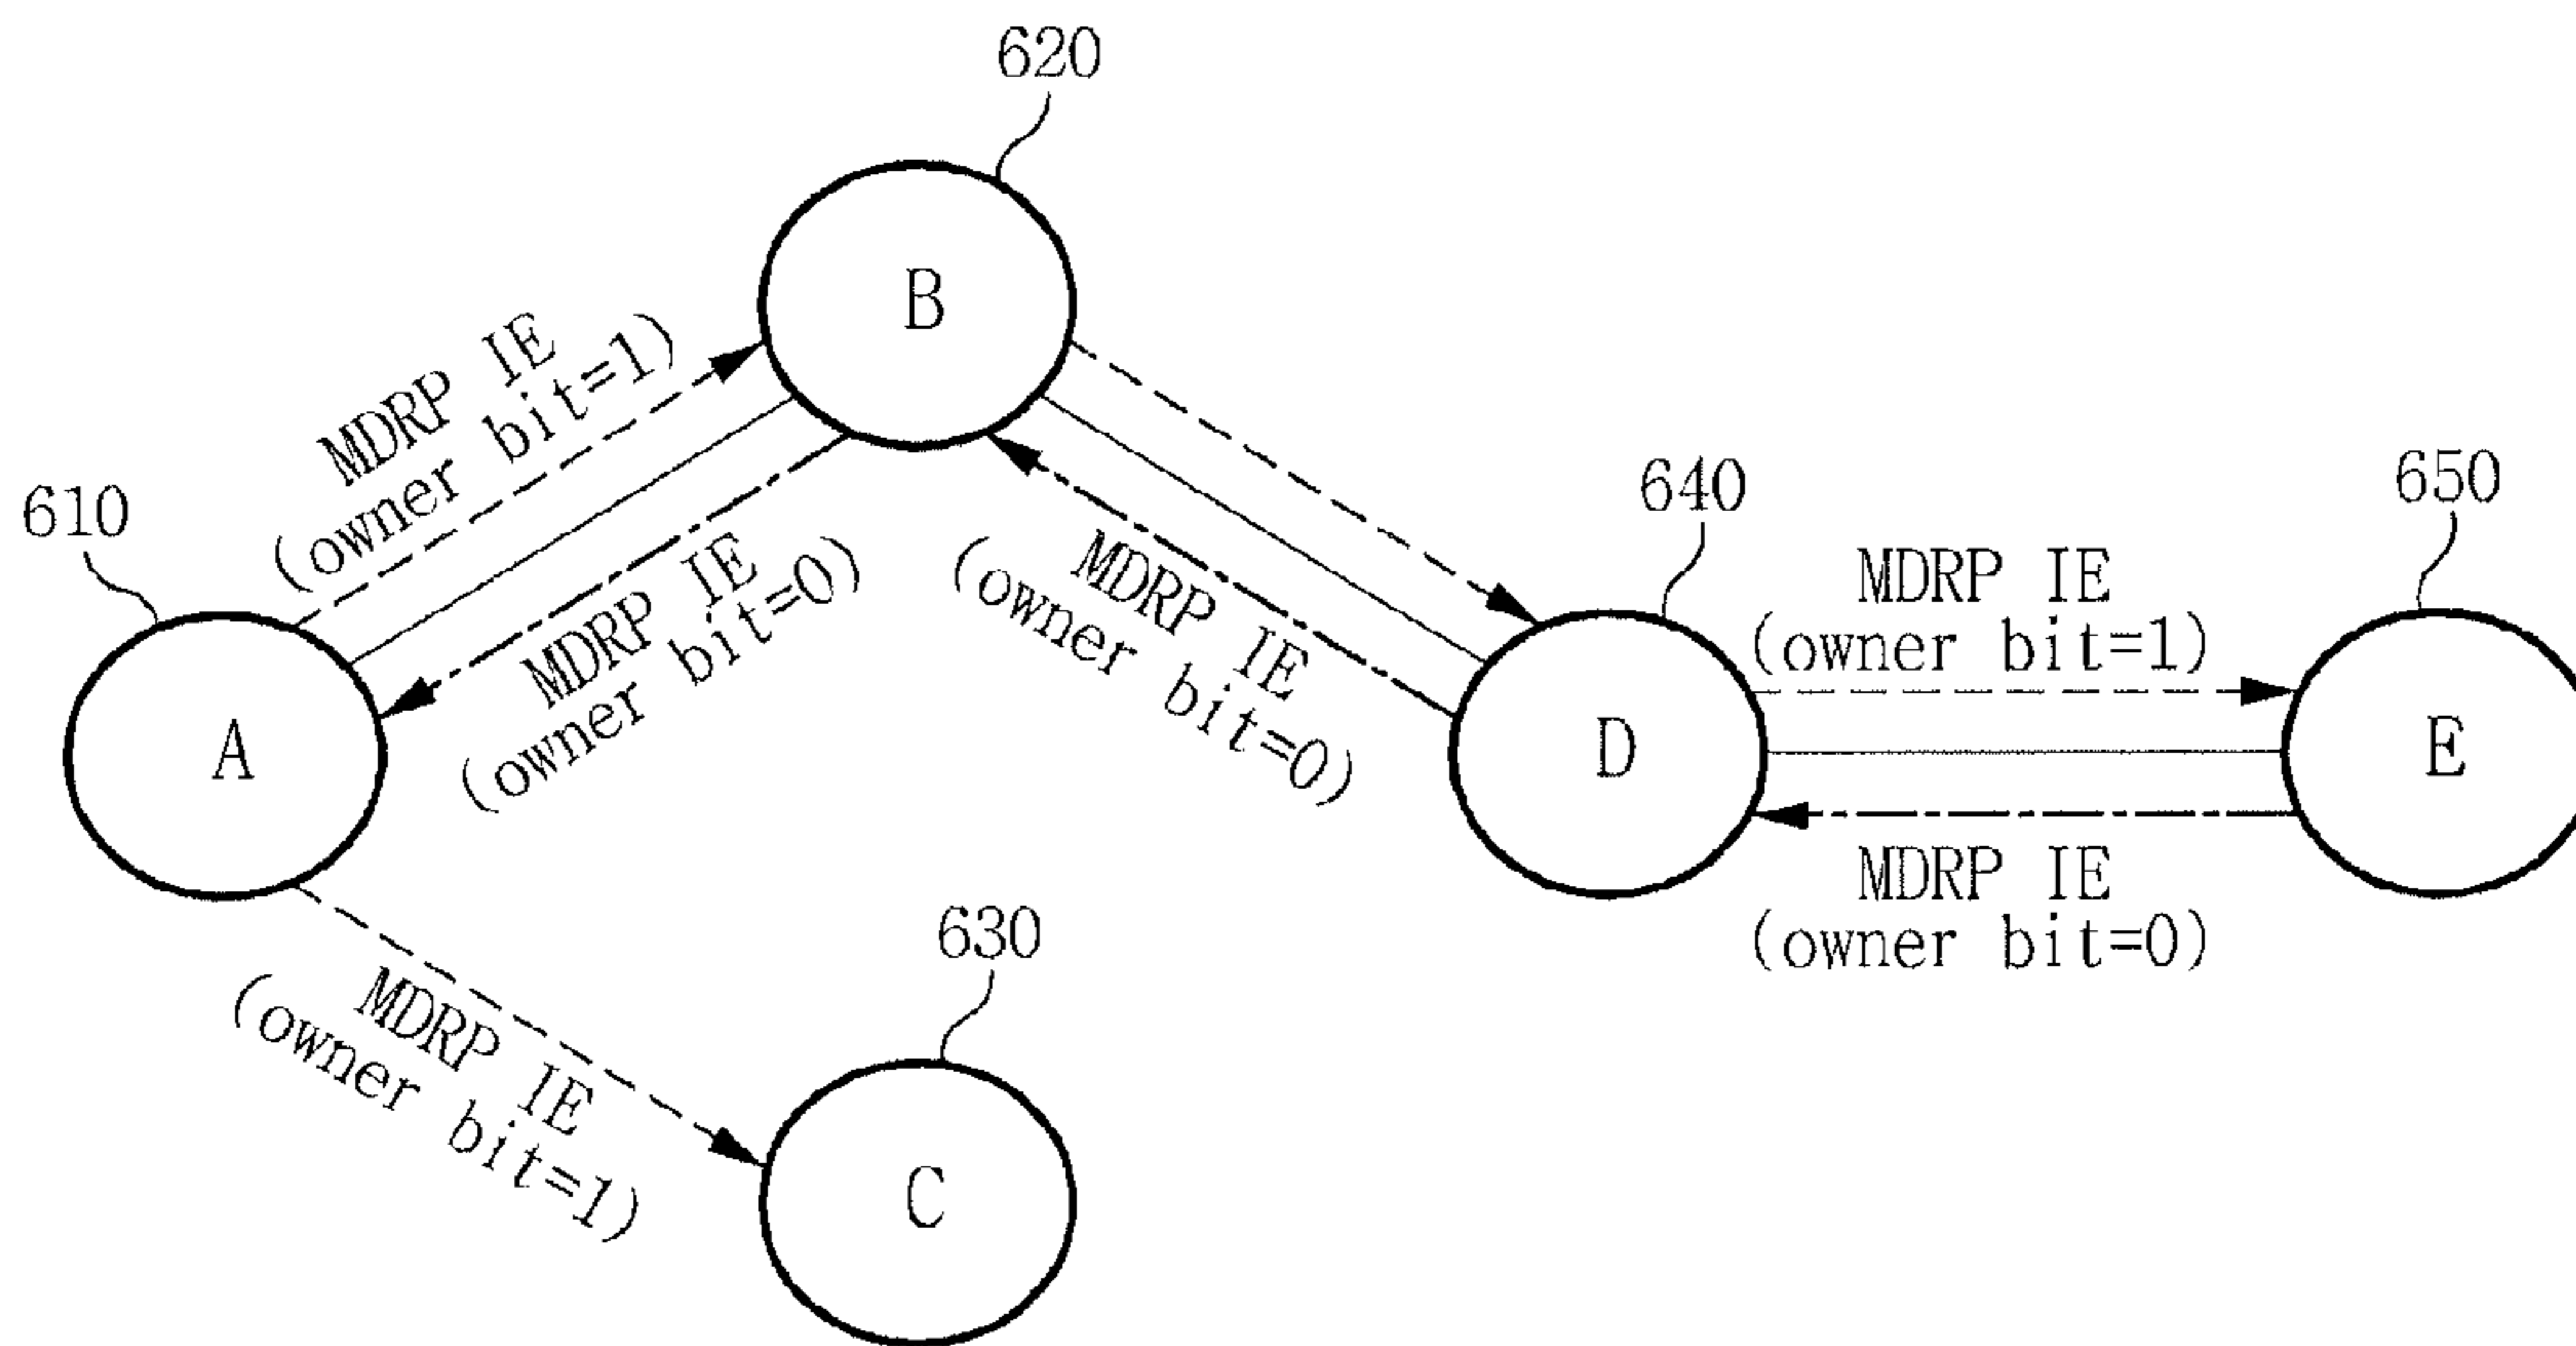 620
B
MDRP IE
(owner bit=1)
610
MDRP IE
(owner bit=0)
A
MDRP IE
(owner bit=0)
640
D
MDRP IE
(owner bit=1)
650
E
MDRP IE
(owner bit=0)
MDRP IE
(owner bit=1)
630
C